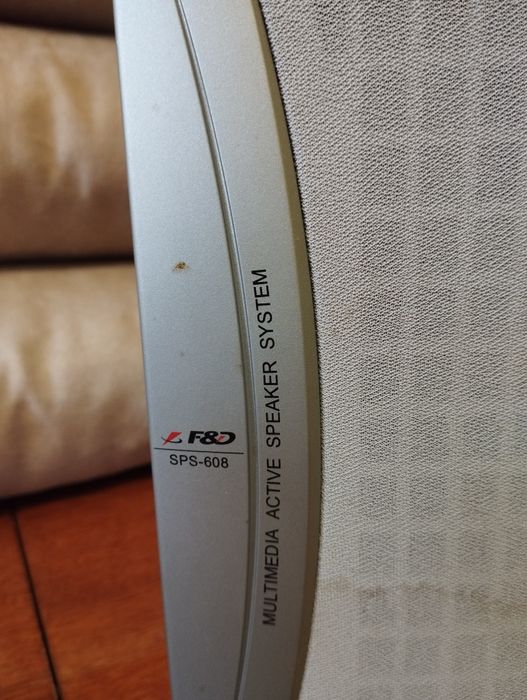 F&D
SPS-608
MULTIMEDIA ACTIVE SPEAKER SYSTEM